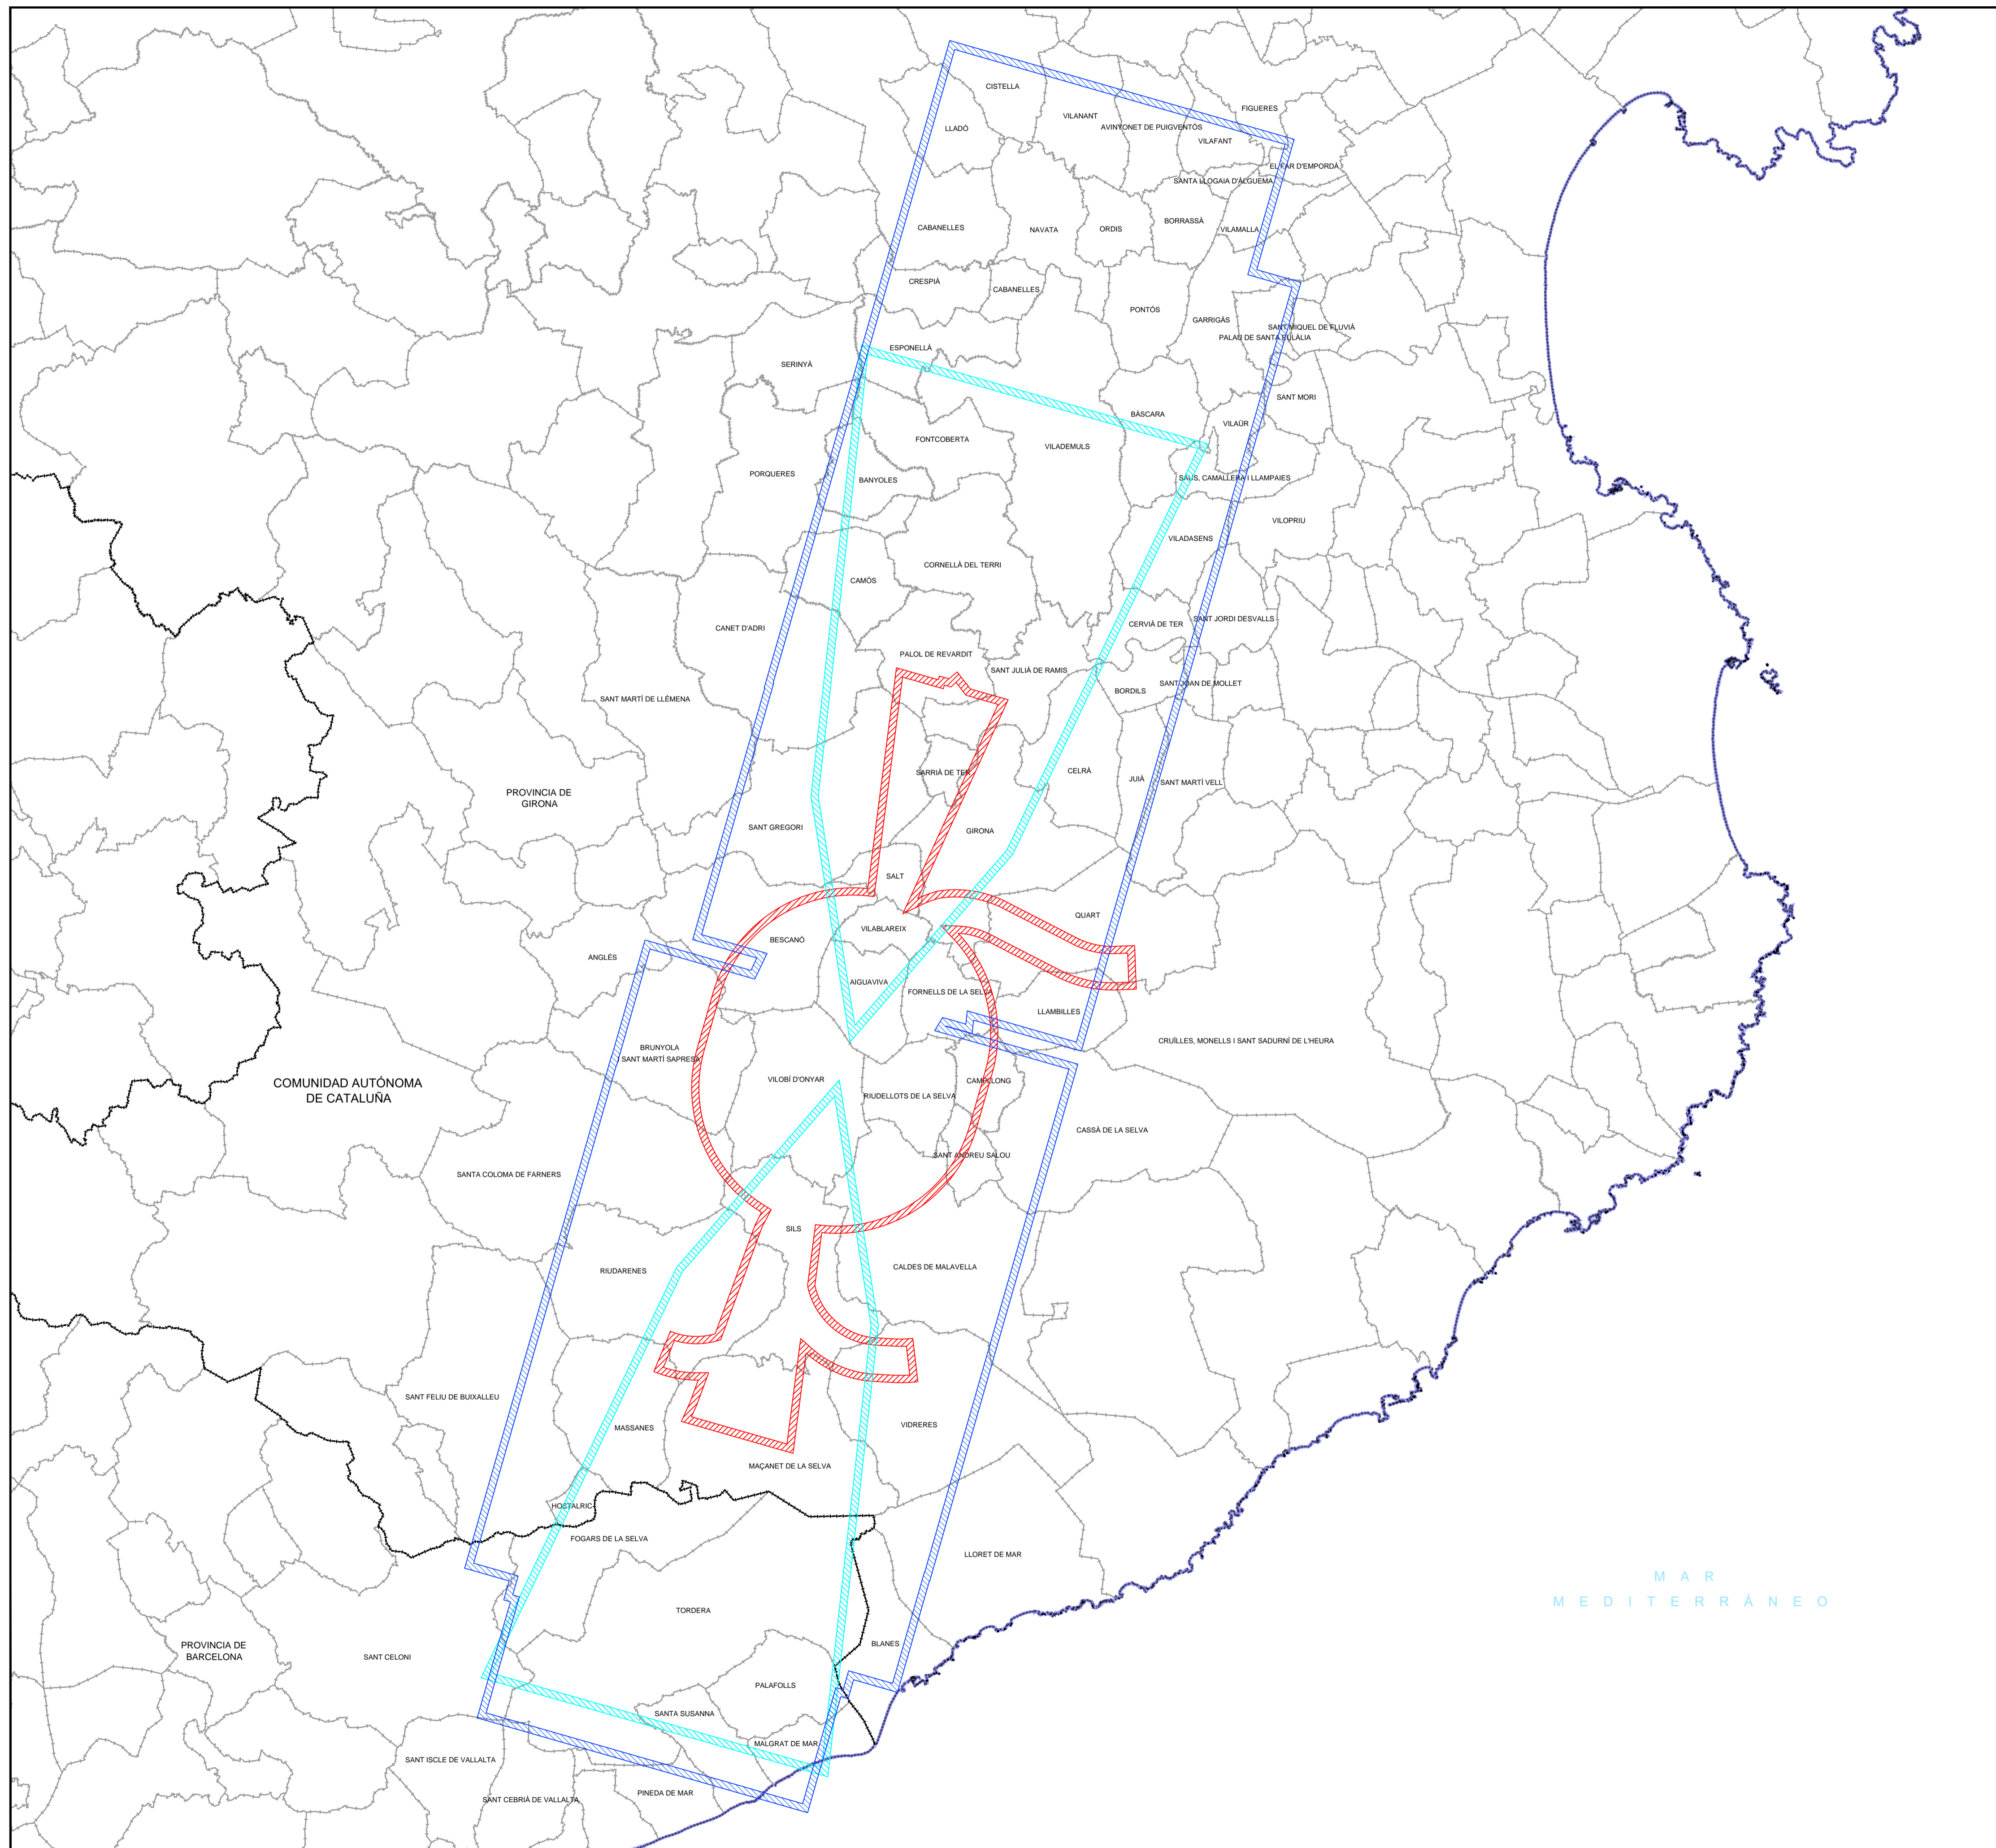 CISTELLA
FIGUERES
VILANANT
AVINYONET DE PUIGVENTÓS
LLADÓ
VILAFANT
EL FAR D'EMPORDÀ
SANTA LLOGAIA D'ÀLGUEMA
BORRASSÀ
CABANELLES
NAVATA
ORDIS
VILAMALLA
CRESPIÀ
CABANELLES
PONTÓS
GARRIGÀS
SANT MIQUEL DE FLUVIÀ
PALAU DE SANTA EULÀLIA
ESPONELLÀ
SERINYÀ
SANT MORI
BÀSCARA
VILAÜR
FONTCOBERTA
VILADEMULS
PORQUERES
BANYOLES
SAUS, CAMALLERA I LLAMPAIES
VILOPRIU
VILADASENS
CORNELLÀ DEL TERRI
CAMÓS
SANT JORDI DESVALLS
CERVIÀ DE TER
CANET D'ADRI
PALOL DE REVARDIT
SANT JULIÀ DE RAMIS
SANT JOAN DE MOLLET
BORDILS
SANT MARTÍ DE LLÉMENA
SARRIÀ DE TER
CELRÀ
JUIÀ
SANT MARTÍ VELL
PROVINCIA DE
GIRONA
SANT GREGORI
GIRONA
SALT
QUART
VILABLAREIX
BESCANÓ
ANGLÈS
AIGUAVIVA
FORNELLS DE LA SELVA
LLAMBILLES
CRUÏLLES, MONELLS I SANT SADURNÍ DE L'HEURA
BRUNYOLA
I SANT MARTÍ SAPRESA
VILOBÍ D'ONYAR
CAMPLLONG
COMUNIDAD AUTÓNOMA
DE CATALUÑA
RIUDELLOTS DE LA SELVA
CASSÀ DE LA SELVA
SANT ANDREU SALOU
SANTA COLOMA DE FARNERS
SILS
CALDES DE MALAVELLA
RIUDARENES
SANT FELIU DE BUIXALLEU
MASSANES
VIDRERES
MAÇANET DE LA SELVA
HOSTALRIC
FOGARS DE LA SELVA
LLORET DE MAR
MAR
MEDITERRÁNEO
TORDERA
BLANES
PROVINCIA DE
BARCELONA
SANT CELONI
PALAFOLLS
SANTA SUSANNA
MALGRAT DE MAR
SANT ISCLE DE VALLALTA
PINEDA DE MAR
SANT CEBRIÀ DE VALLALTA